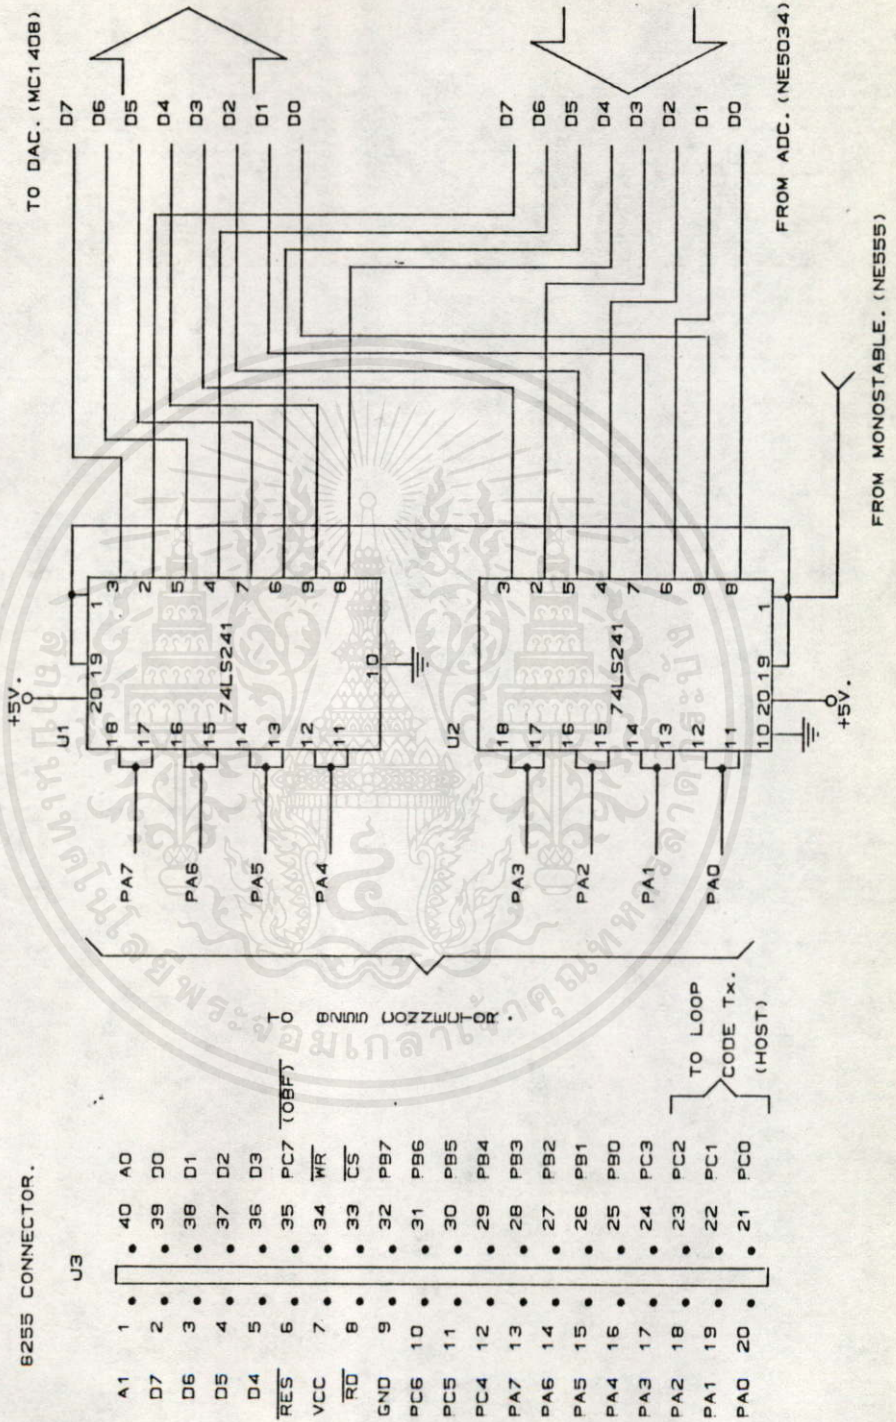 8255 CONNECTOR.
U3
A1 1 40 A0
D7 2 39 D0
D6 3 38 D1
D5 4 37 D2
D4 5 36 D3
RES 6 35 PC7 (OBF)
VCC 7 34 WR
RD 8 33 CS
GND 9 32 PB7
PC6 10 31 PB6
PC5 11 30 PB5
PC4 12 29 PB4
PA7 13 28 PB3
PA6 14 27 PB2
PA5 15 26 PB1
PA4 16 25 PB0
PA3 17 24 PC3
PA2 18 23 PC2
PA1 19 22 PC1
PA0 20 21 PC0
TO LOOP
CODE Tx.
(HOST)
TO
8255 CONNECTOR.
PA7
PA6
PA5
PA4
PA3
PA2
PA1
PA0
+5V.
U1
20 19 1
18 3
17 2
16 5
15 4
14 7
13 6
12 9
11 8
10
74LS241
U2
18 3
17 2
16 5
15 4
14 7
13 6
12 9
11 8
10 20 19 1
74LS241
+5V.
TO DAC. (MC1408)
D7
D6
D5
D4
D3
D2
D1
D0
D7
D6
D5
D4
D3
D2
D1
D0
FROM ADC. (NE5034)
FROM MONOSTABLE. (NE555)